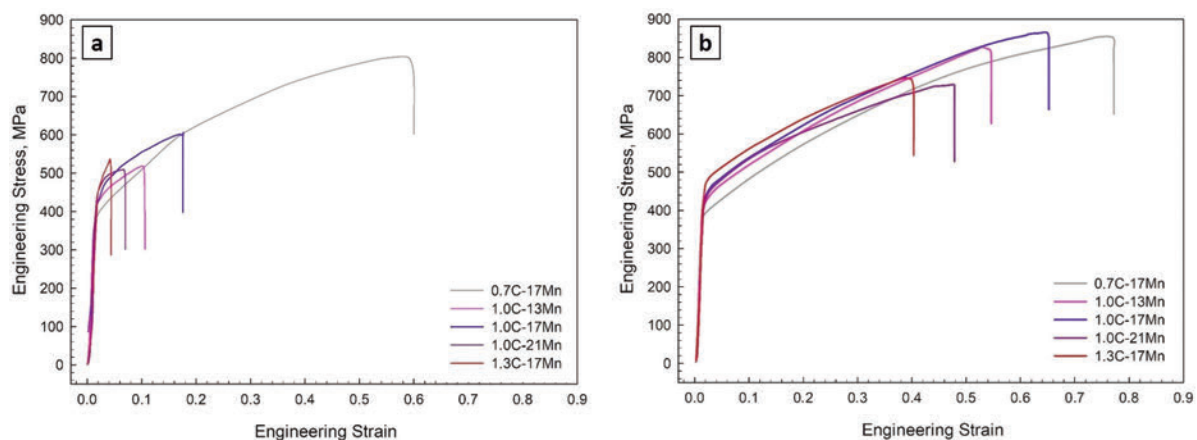 a
900
800
700
600
500
400
300
200
100
0
Engineering Stress, MPa
0.7C-17Mn
1.0C-13Mn
1.0C-17Mn
1.0C-21Mn
1.3C-17Mn
0.0 0.1 0.2 0.3 0.4 0.5 0.6 0.7 0.8 0.9
Engineering Strain
b
900
800
700
600
500
400
300
200
100
0
Engineering Stress, MPa
0.7C-17Mn
1.0C-13Mn
1.0C-17Mn
1.0C-21Mn
1.3C-17Mn
0.0 0.1 0.2 0.3 0.4 0.5 0.6 0.7 0.8 0.9
Engineering Strain